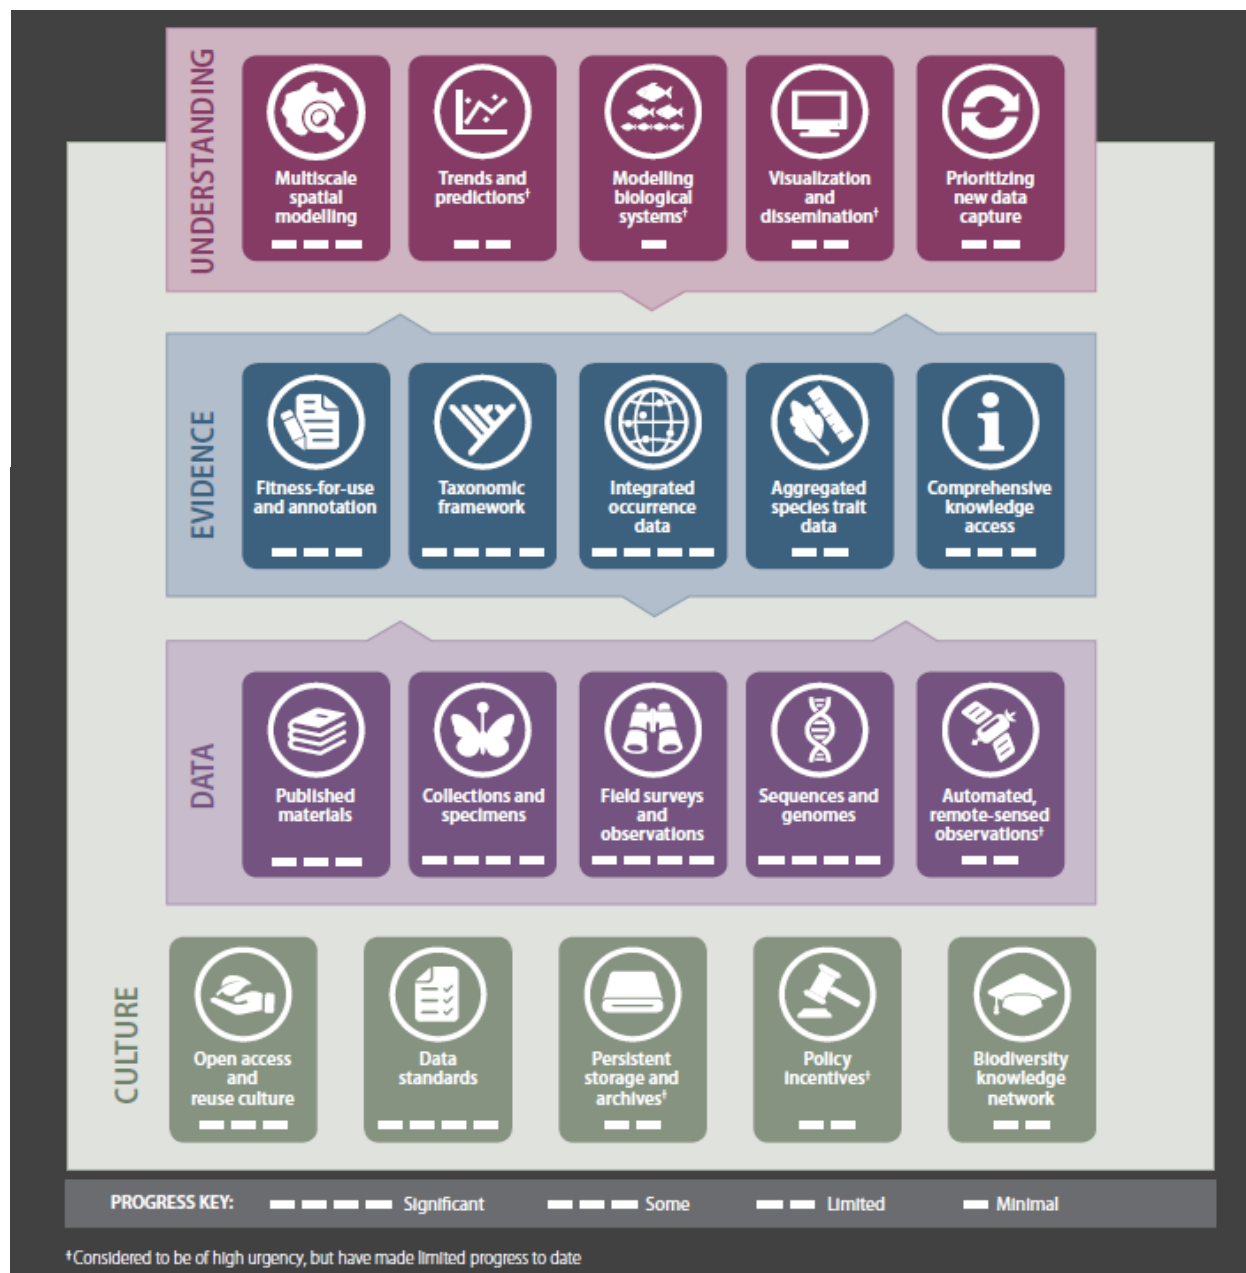 UNDERSTANDING
Multiscale
spatial
modelling
Trends and
predictions†
Modelling
biological
systems†
Visualization
and
dissemination†
Prioritizing
new data
capture
EVIDENCE
Fitness-for-use
and annotation
Taxonomic
framework
Integrated
occurrence
data
Aggregated
species trait
data
Comprehensive
knowledge
access
DATA
Published
materials
Collections and
specimens
Field surveys
and
observations
Sequences and
genomes
Automated,
remote-sensed
observations†
CULTURE
Open access
and
reuse culture
Data
standards
Persistent
storage and
archives†
Policy
incentives†
Biodiversity
knowledge
network
PROGRESS KEY: Significant Some Limited Minimal
†Considered to be of high urgency, but have made limited progress to date